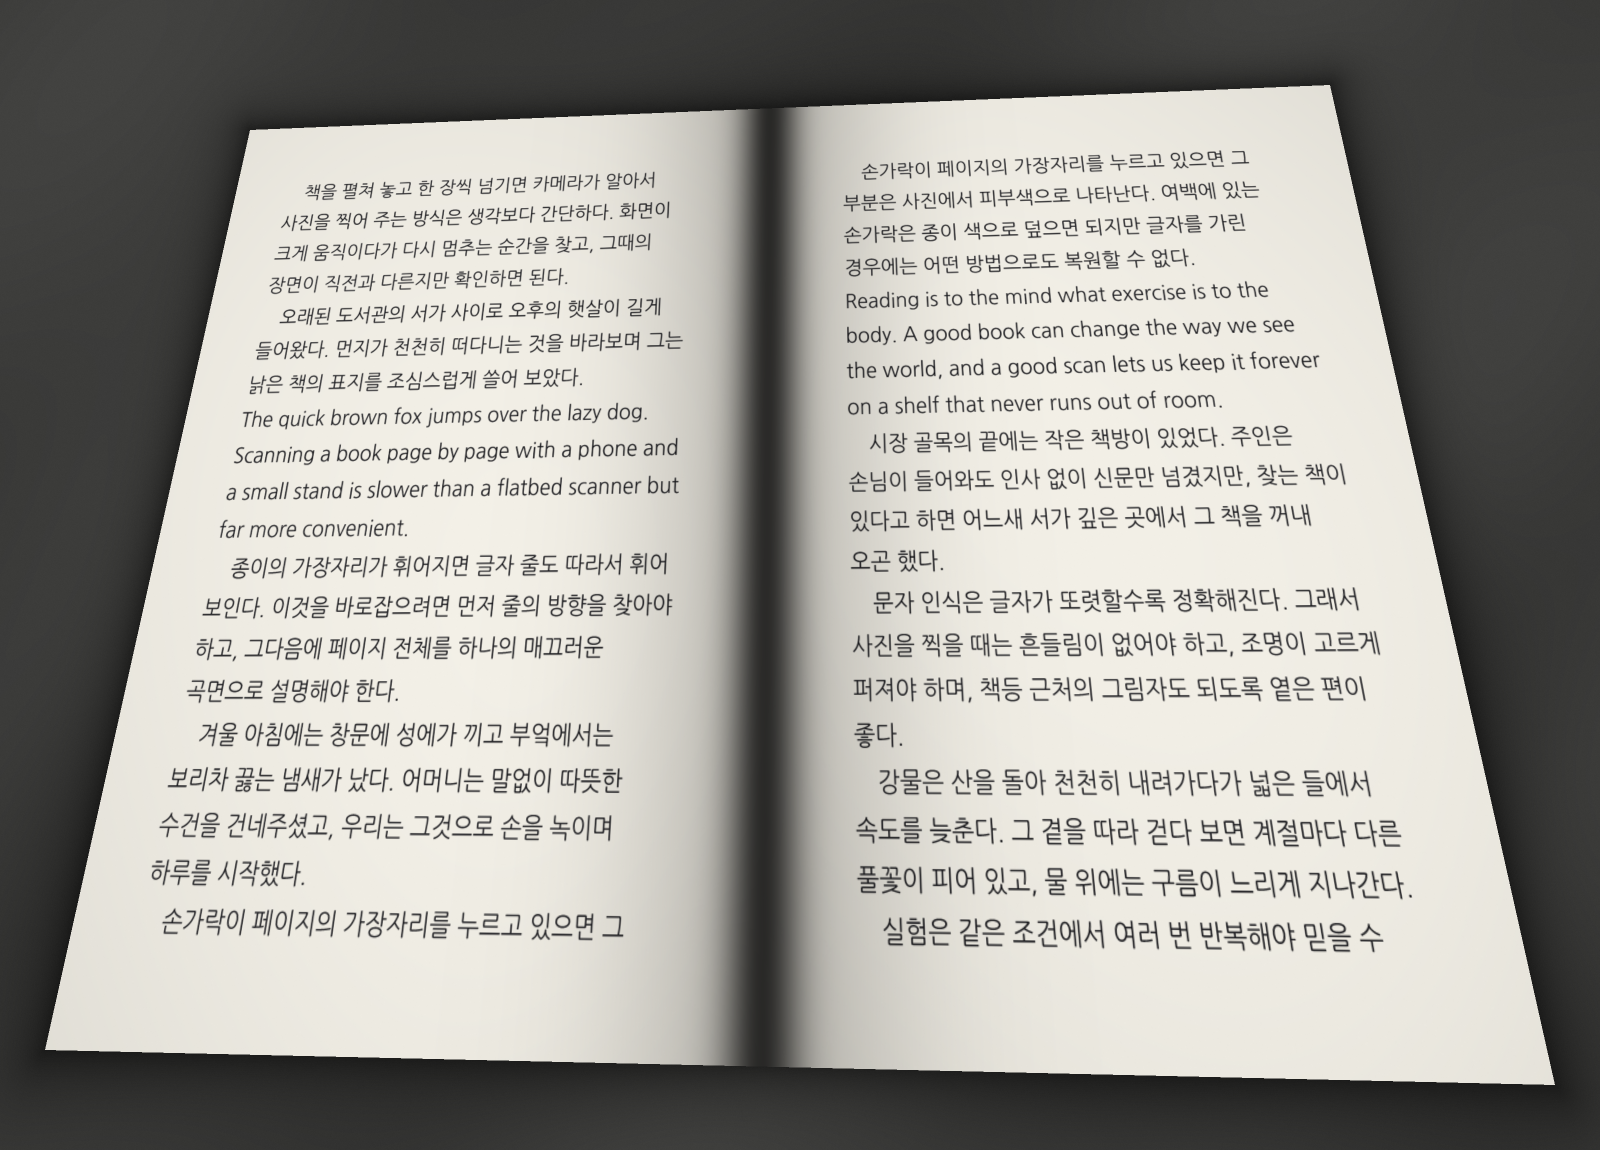 책을 펼쳐 놓고 한 장씩 넘기면 카메라가 알아서
사진을 찍어 주는 방식은 생각보다 간단하다. 화면이
크게 움직이다가 다시 멈추는 순간을 찾고, 그때의
장면이 직전과 다른지만 확인하면 된다.
오래된 도서관의 서가 사이로 오후의 햇살이 길게
들어왔다. 먼지가 천천히 떠다니는 것을 바라보며 그는
낡은 책의 표지를 조심스럽게 쓸어 보았다.
The quick brown fox jumps over the lazy dog.
Scanning a book page by page with a phone and
a small stand is slower than a flatbed scanner but
far more convenient.
종이의 가장자리가 휘어지면 글자 줄도 따라서 휘어
보인다. 이것을 바로잡으려면 먼저 줄의 방향을 찾아야
하고, 그다음에 페이지 전체를 하나의 매끄러운
곡면으로 설명해야 한다.
겨울 아침에는 창문에 성에가 끼고 부엌에서는
보리차 끓는 냄새가 났다. 어머니는 말없이 따뜻한
수건을 건네주셨고, 우리는 그것으로 손을 녹이며
하루를 시작했다.
손가락이 페이지의 가장자리를 누르고 있으면 그
손가락이 페이지의 가장자리를 누르고 있으면 그
부분은 사진에서 피부색으로 나타난다. 여백에 있는
손가락은 종이 색으로 덮으면 되지만 글자를 가린
경우에는 어떤 방법으로도 복원할 수 없다.
Reading is to the mind what exercise is to the
body. A good book can change the way we see
the world, and a good scan lets us keep it forever
on a shelf that never runs out of room.
시장 골목의 끝에는 작은 책방이 있었다. 주인은
손님이 들어와도 인사 없이 신문만 넘겼지만, 찾는 책이
있다고 하면 어느새 서가 깊은 곳에서 그 책을 꺼내
오곤 했다.
문자 인식은 글자가 또렷할수록 정확해진다. 그래서
사진을 찍을 때는 흔들림이 없어야 하고, 조명이 고르게
퍼져야 하며, 책등 근처의 그림자도 되도록 옅은 편이
좋다.
강물은 산을 돌아 천천히 내려가다가 넓은 들에서
속도를 늦춘다. 그 곁을 따라 걷다 보면 계절마다 다른
풀꽃이 피어 있고, 물 위에는 구름이 느리게 지나간다.
실험은 같은 조건에서 여러 번 반복해야 믿을 수